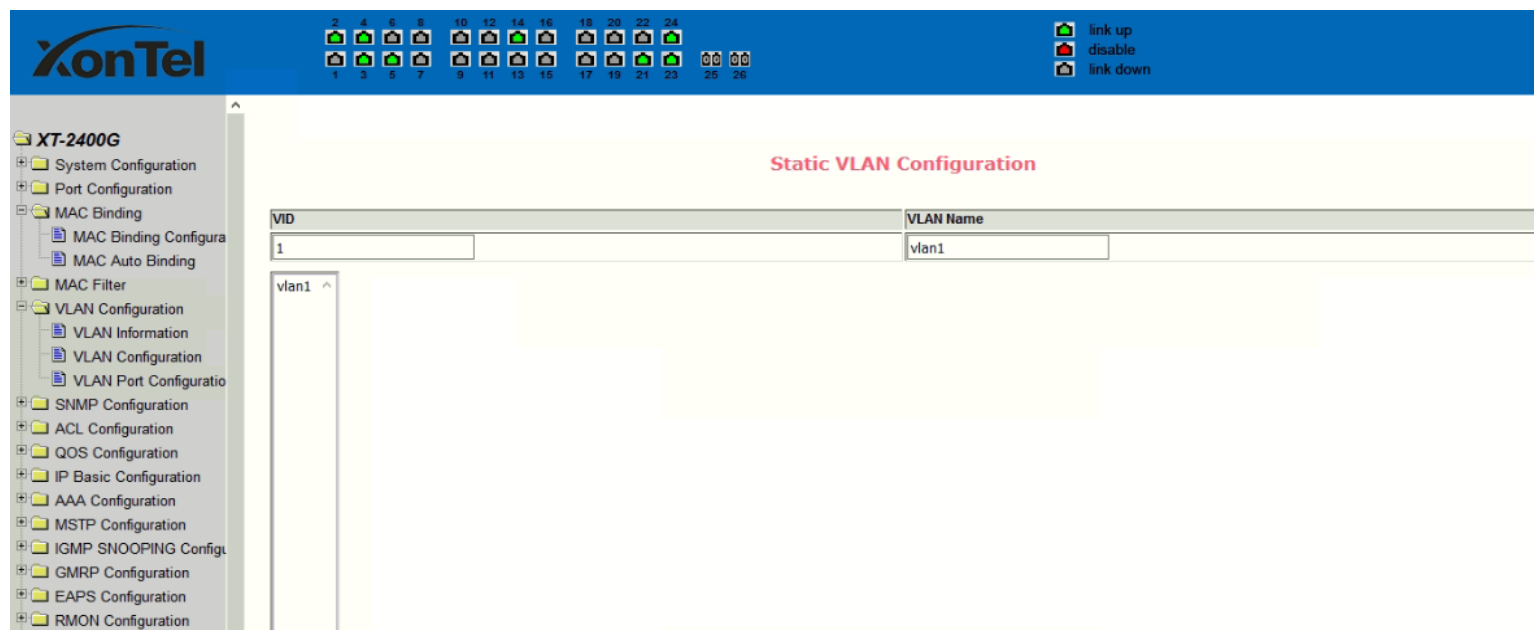 XonTel
2 4 6 8 10 12 14 16 18 20 22 24
1 3 5 7 9 11 13 15 17 19 21 23 25 26
link up
disable
link down
XT-2400G
System Configuration
Port Configuration
MAC Binding
MAC Binding Configura
MAC Auto Binding
MAC Filter
VLAN Configuration
VLAN Information
VLAN Configuration
VLAN Port Configuratio
SNMP Configuration
ACL Configuration
QOS Configuration
IP Basic Configuration
AAA Configuration
MSTP Configuration
IGMP SNOOPING Configu
GMRP Configuration
EAPS Configuration
RMON Configuration
Static VLAN Configuration
VID VLAN Name
1 vlan1
vlan1